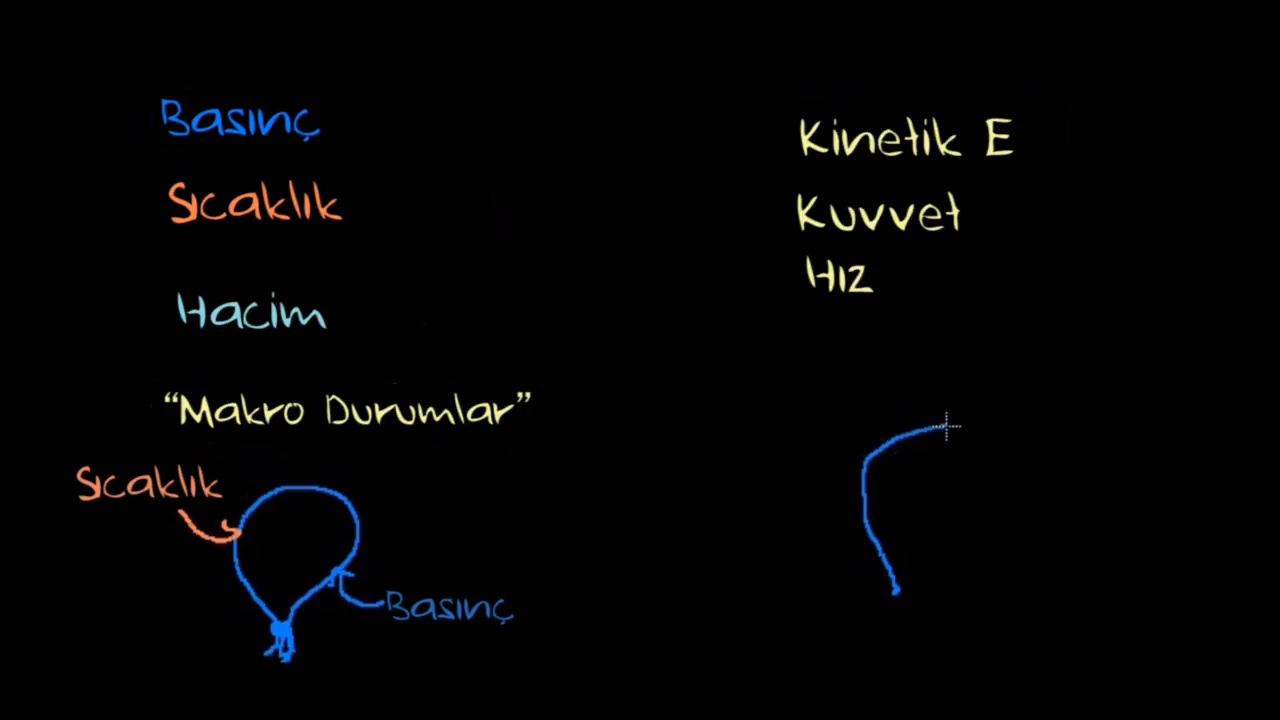 Basınç
Sıcaklık
Hacim
“Makro Durumlar”
Sıcaklık
Basınç
Kinetik E
Kuvvet
Hız